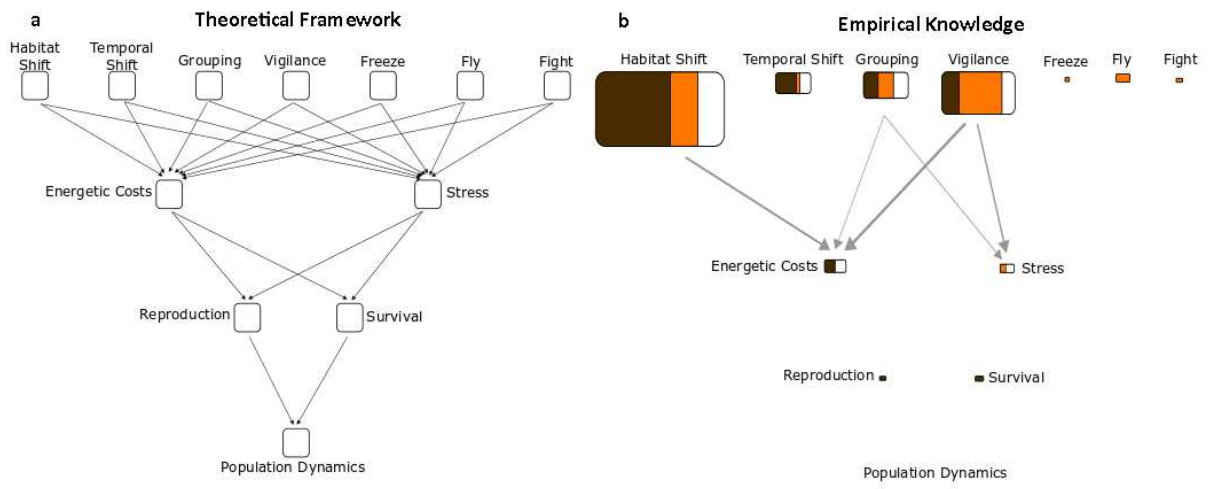 a
Theoretical Framework
Habitat
Shift
Temporal
Shift
Grouping
Vigilance
Freeze
Fly
Fight
Energetic Costs
Stress
Reproduction
Survival
Population Dynamics
b
Empirical Knowledge
Habitat Shift
Temporal Shift
Grouping
Vigilance
Freeze
Fly
Fight
Energetic Costs
Stress
Reproduction
Survival
Population Dynamics